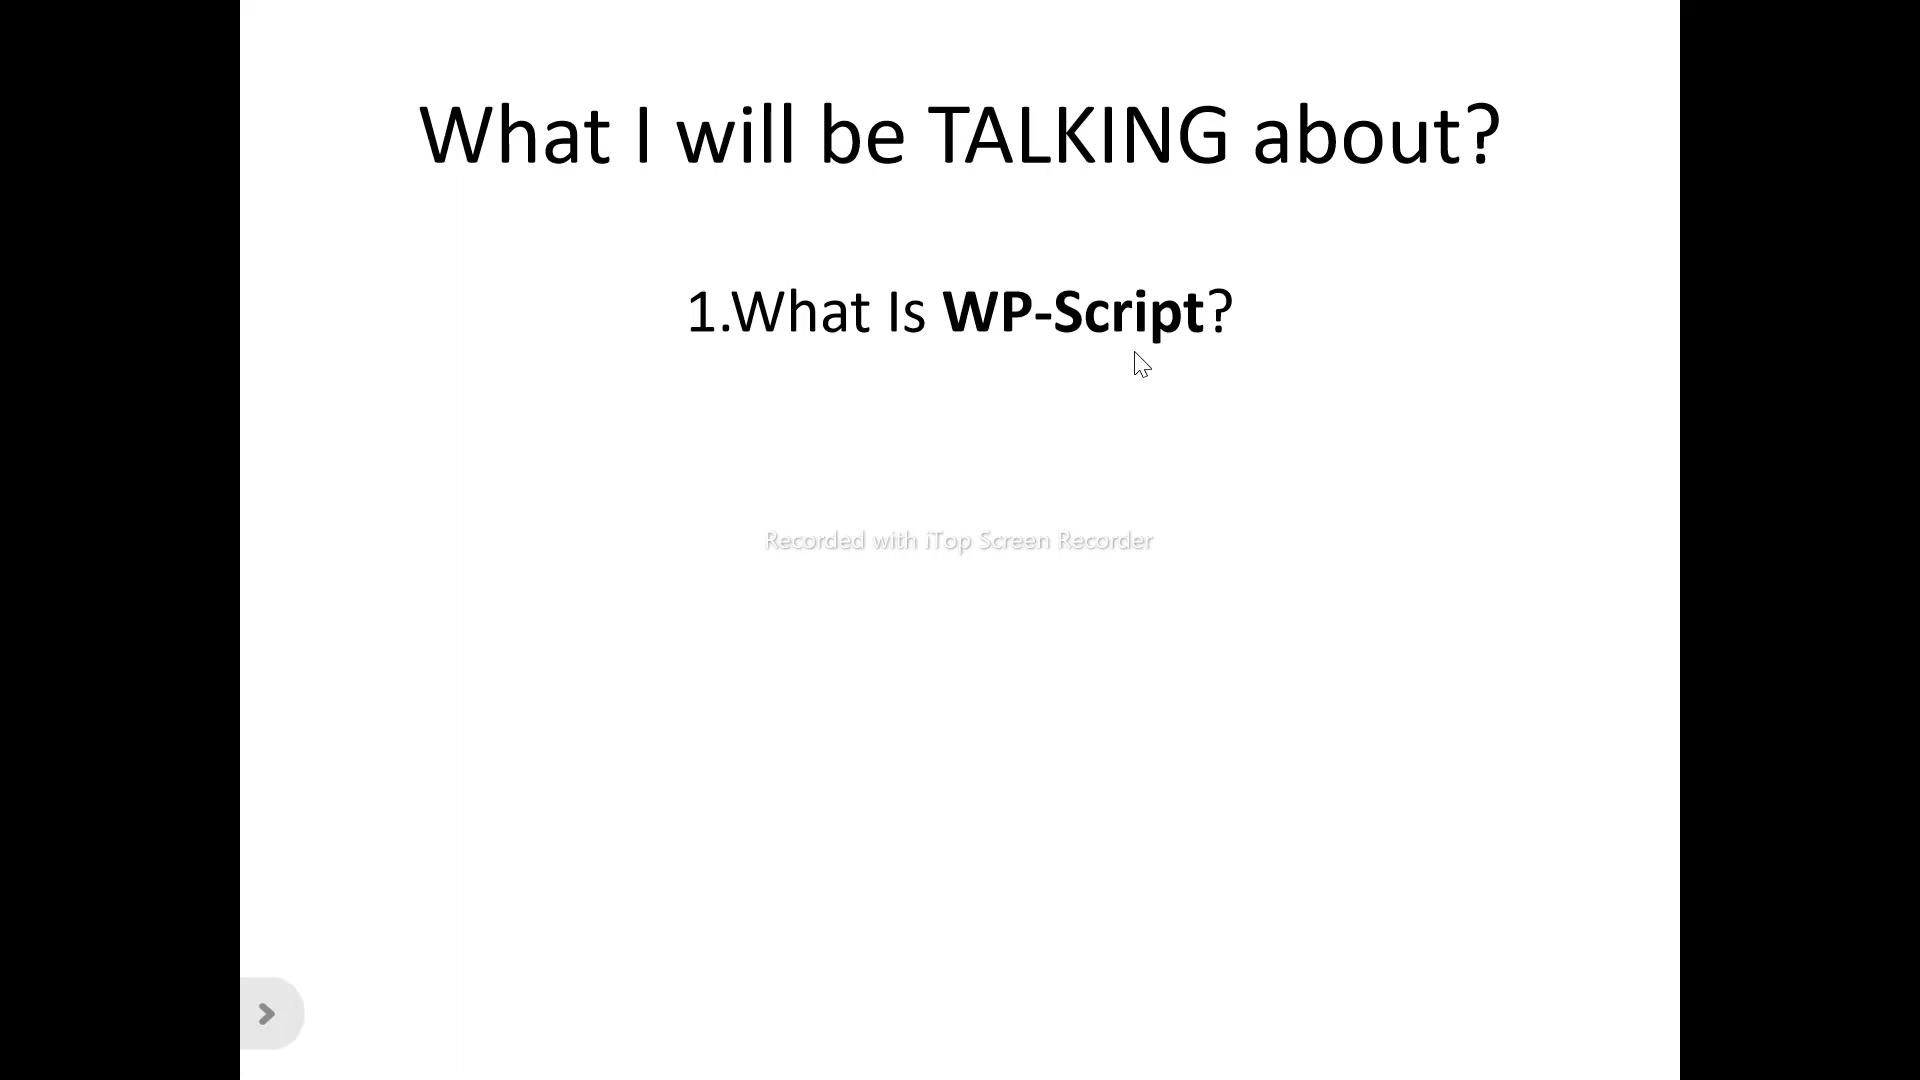 What I will be TALKING about?
1.What Is WP-Script?
Recorded with iTop Screen Recorder